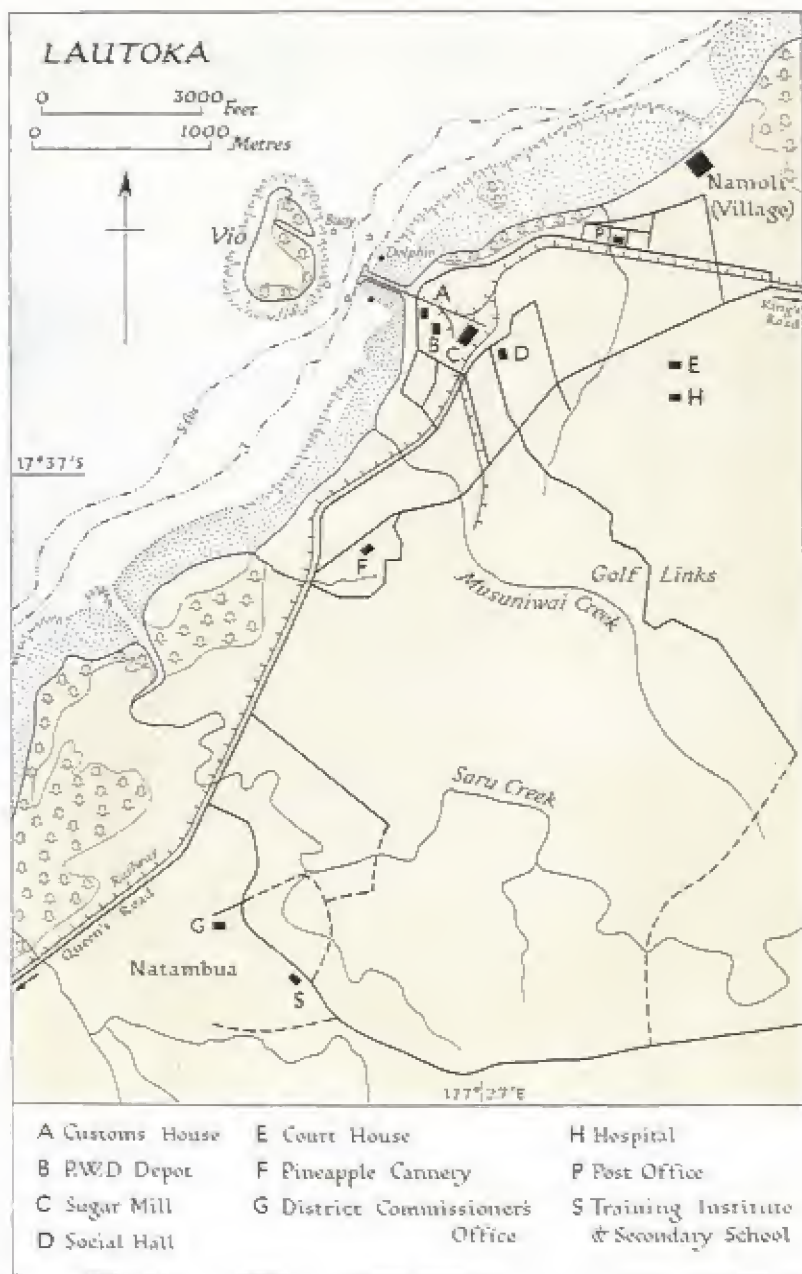 LAUTOKA
0 3000 Feet
0 1000 Metres
Namoli
(Village)
P
Vio
Buoy
Dolphin
A
B
C
D
King's
Road
E
H
17°37'S
5 fm
F
Golf Links
Musuniwai Creek
Saru Creek
Railway
Queen's Road
G
Natambua
S
177°27'E
A Customs House
B P.W.D Depot
C Sugar Mill
D Social Hall
E Court House
F Pineapple Cannery
G District Commissioner's
Office
H Hospital
P Post Office
S Training Institute
& Secondary School